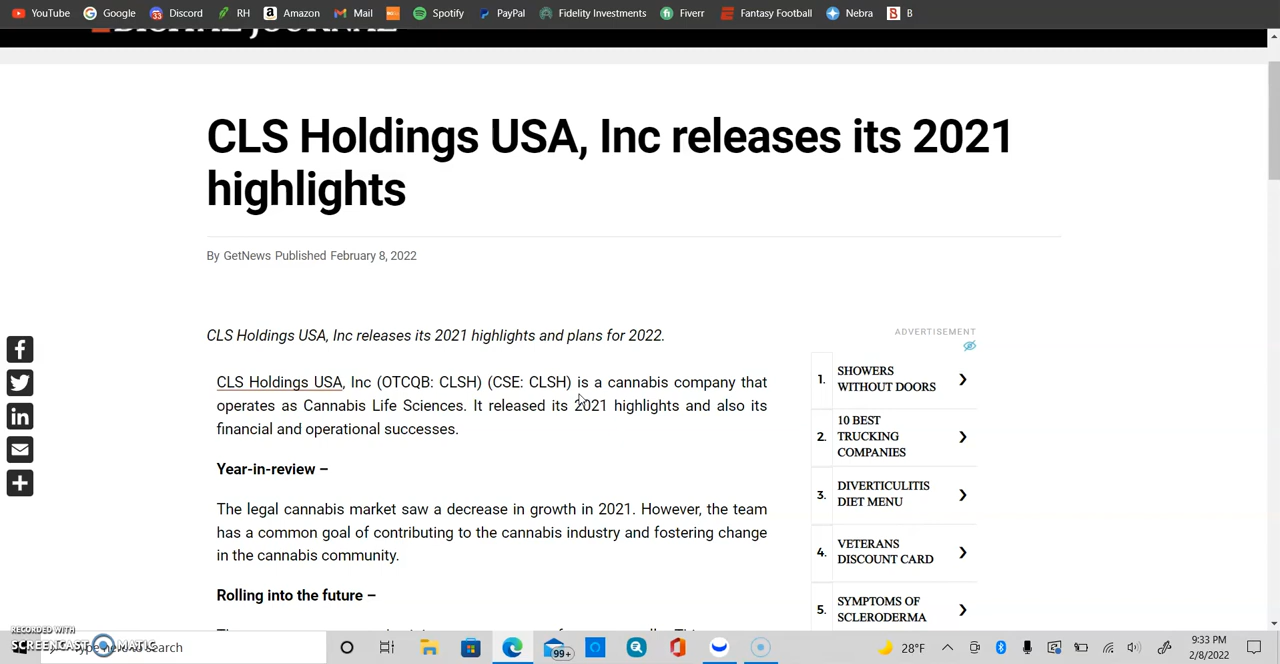 YouTube Google Discord RH Amazon Mail Spotify PayPal Fidelity Investments Fiverr Fantasy Football Nebra B
DIGITAL JOURNAL
CLS Holdings USA, Inc releases its 2021
highlights
By GetNews Published February 8, 2022
CLS Holdings USA, Inc releases its 2021 highlights and plans for 2022.
CLS Holdings USA, Inc (OTCQB: CLSH) (CSE: CLSH) is a cannabis company that
operates as Cannabis Life Sciences. It released its 2021 highlights and also its
financial and operational successes.
Year-in-review –
The legal cannabis market saw a decrease in growth in 2021. However, the team
has a common goal of contributing to the cannabis industry and fostering change
in the cannabis community.
Rolling into the future –
ADVERTISEMENT
1. SHOWERS
WITHOUT DOORS
2. 10 BEST
TRUCKING
COMPANIES
3. DIVERTICULITIS
DIET MENU
4. VETERANS
DISCOUNT CARD
5. SYMPTOMS OF
SCLERODERMA
RECORDED WITH
SCREENCAST MATIC
search
99+
28°F
9:33 PM
2/8/2022